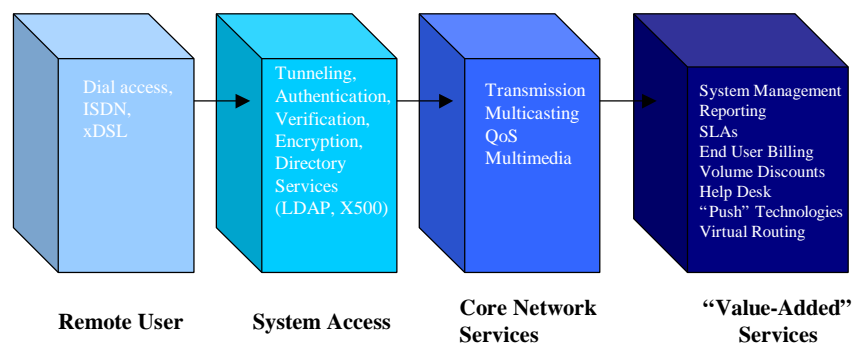 Dial access,
ISDN,
xDSL
Tunneling,
Authentication,
Verification,
Encryption,
Directory
Services
(LDAP, X500)
Transmission
Multicasting
QoS
Multimedia
System Management
Reporting
SLAs
End User Billing
Volume Discounts
Help Desk
“Push” Technologies
Virtual Routing
Remote User
System Access
Core Network
Services
“Value-Added”
Services